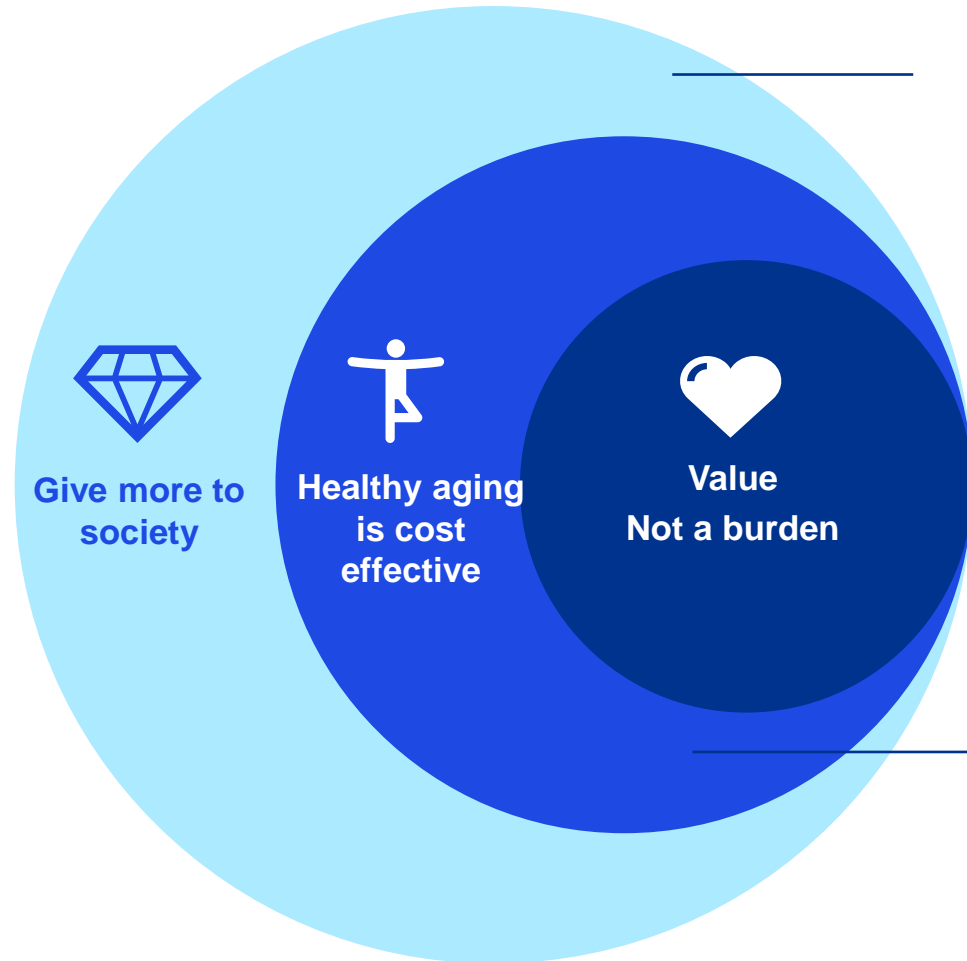 Give more to
society
Healthy aging
is cost
effective
Value
Not a burden